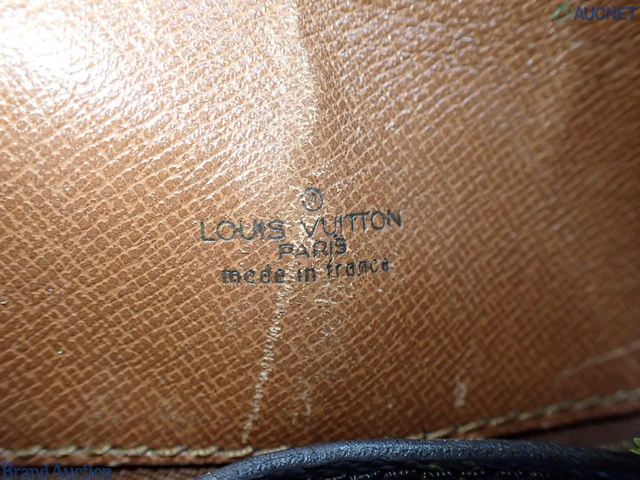 AUCNET
®
LOUIS VUITTON
PARIS
made in france
Brand Auction